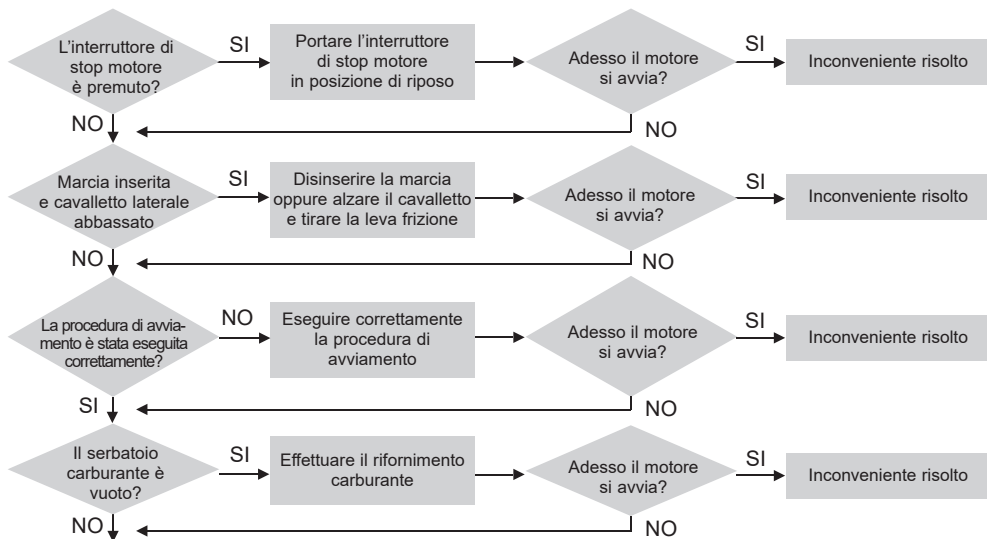 L'interruttore di
stop motore
è premuto?
SI
Portare l'interruttore
di stop motore
in posizione di riposo
Adesso il motore
si avvia?
SI
Inconveniente risolto
NO
NO
Marcia inserita
e cavalletto laterale
abbassato
SI
Disinserire la marcia
oppure alzare il cavalletto
e tirare la leva frizione
Adesso il motore
si avvia?
SI
Inconveniente risolto
NO
NO
La procedura di avvia-
mento è stata eseguita
correttamente?
NO
Eseguire correttamente
la procedura di
avviamento
Adesso il motore
si avvia?
SI
Inconveniente risolto
SI
NO
Il serbatoio
carburante è
vuoto?
SI
Effettuare il rifornimento
carburante
Adesso il motore
si avvia?
SI
Inconveniente risolto
NO
NO